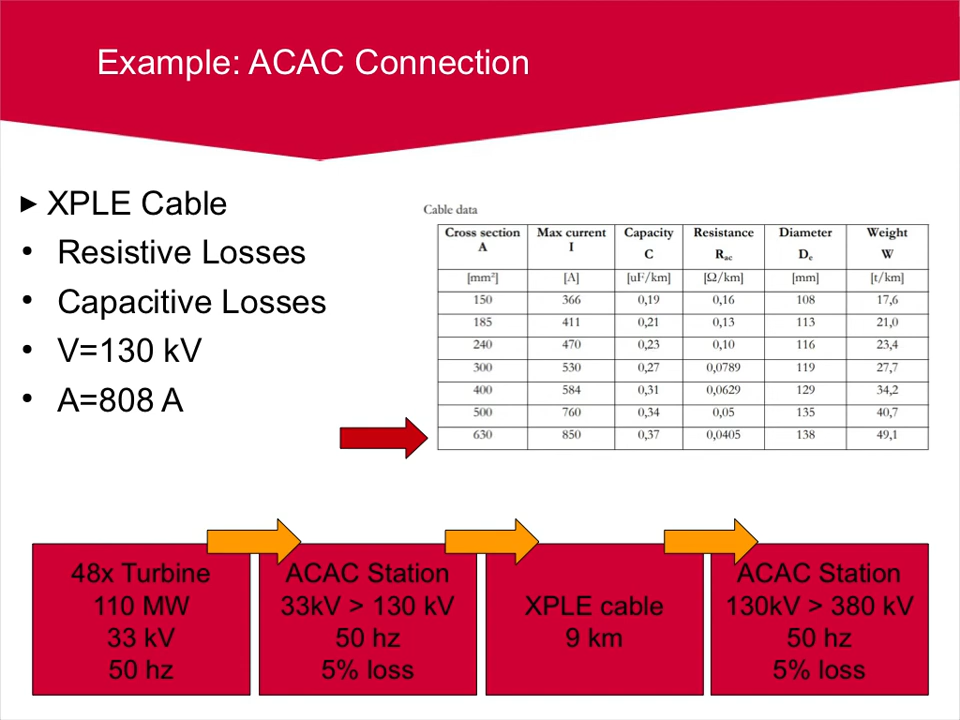 Example: ACAC Connection
► XPLE Cable
• Resistive Losses
• Capacitive Losses
• V=130 kV
• A=808 A
Cable data
Cross section A | Max current I | Capacity C | Resistance Rac | Diameter De | Weight W
[mm²] | [A] | [uF/km] | [Ω/km] | [mm] | [t/km]
150 | 366 | 0,19 | 0,16 | 108 | 17,6
185 | 411 | 0,21 | 0,13 | 113 | 21,0
240 | 470 | 0,23 | 0,10 | 116 | 23,4
300 | 530 | 0,27 | 0,0789 | 119 | 27,7
400 | 584 | 0,31 | 0,0629 | 129 | 34,2
500 | 760 | 0,34 | 0,05 | 135 | 40,7
630 | 850 | 0,37 | 0,0405 | 138 | 49,1
48x Turbine
110 MW
33 kV
50 hz
ACAC Station
33kV > 130 kV
50 hz
5% loss
XPLE cable
9 km
ACAC Station
130kV > 380 kV
50 hz
5% loss